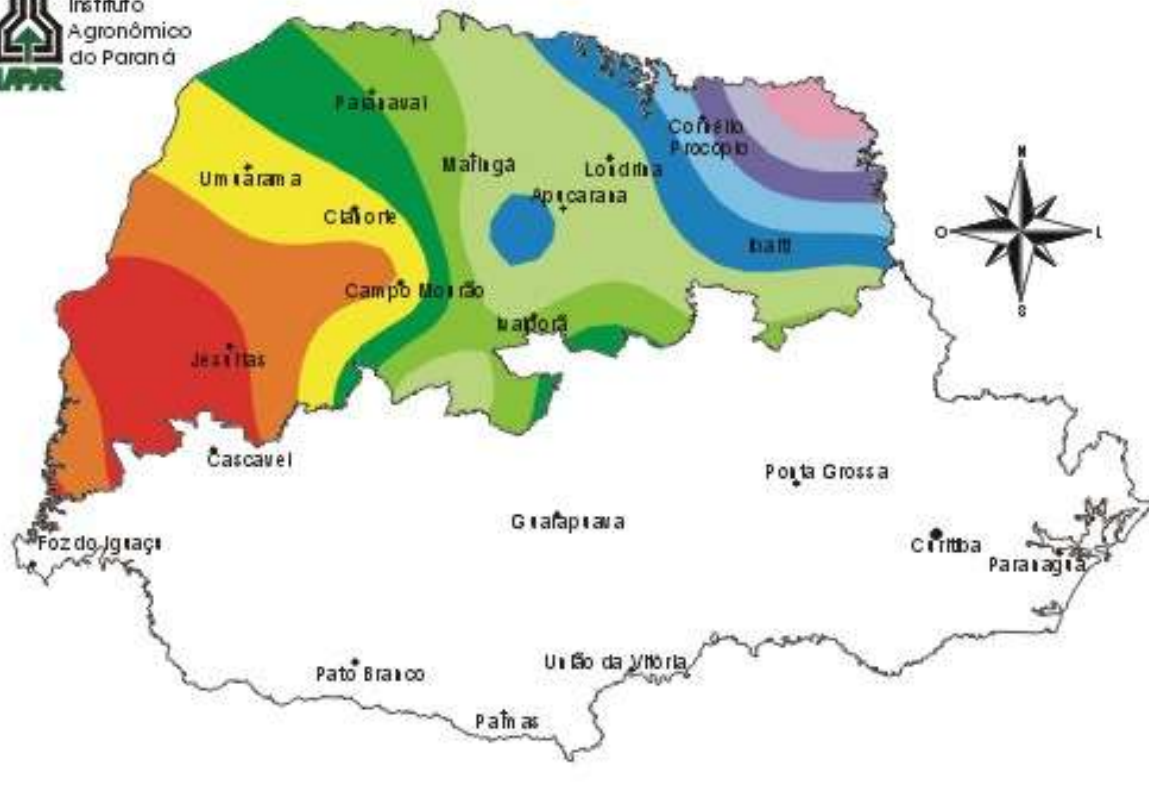 Instituto
Agronômico
do Paraná
IAPAR
Paranavaí
Cornélio
Procópio
Maringá
Londrina
Umuarama
Apucarana
Cianorte
N
O
L
S
Ibaiti
Campo Mourão
Ivaiporã
Jesuítas
Cascavel
Ponta Grossa
Guarapuava
Foz do Iguaçu
Curitiba
Paranaguá
União da Vitória
Pato Branco
Palmas